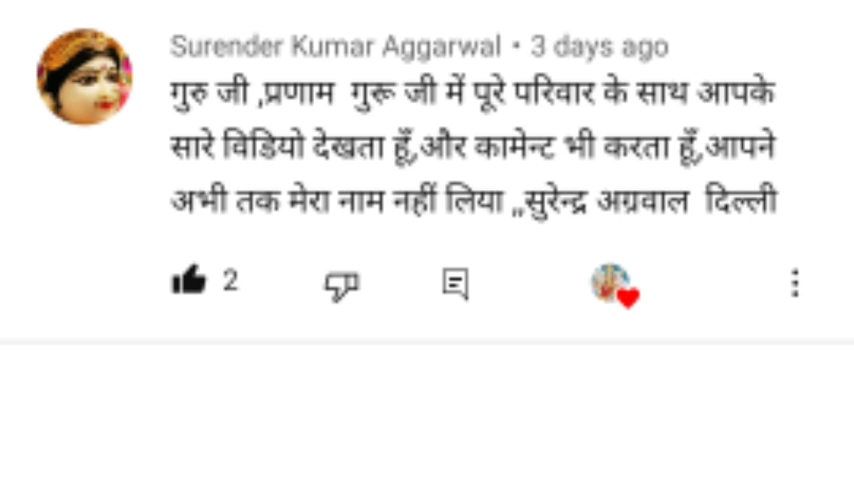 Surender Kumar Aggarwal • 3 days ago
गुरु जी ,प्रणाम गुरू जी में पूरे परिवार के साथ आपके
सारे विडियो देखता हूँ,और कामेन्ट भी करता हूँ,आपने
अभी तक मेरा नाम नहीं लिया ,,सुरेन्द्र अग्रवाल दिल्ली
2